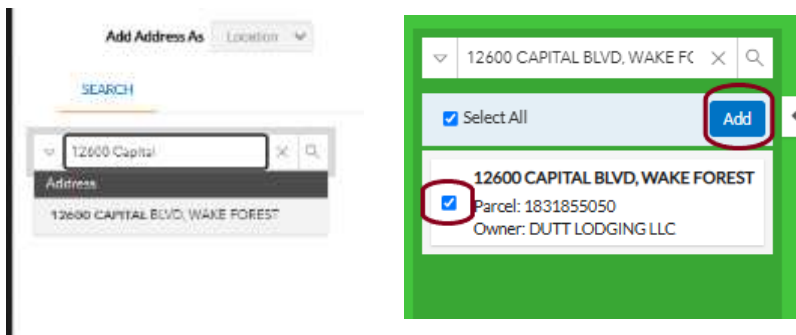 Add Address As Location
SEARCH
12600 Capital
Address
12600 CAPITAL BLVD, WAKE FOREST
12600 CAPITAL BLVD, WAKE FC
Select All
Add
12600 CAPITAL BLVD, WAKE FOREST
Parcel: 1831855050
Owner: DUTT LODGING LLC